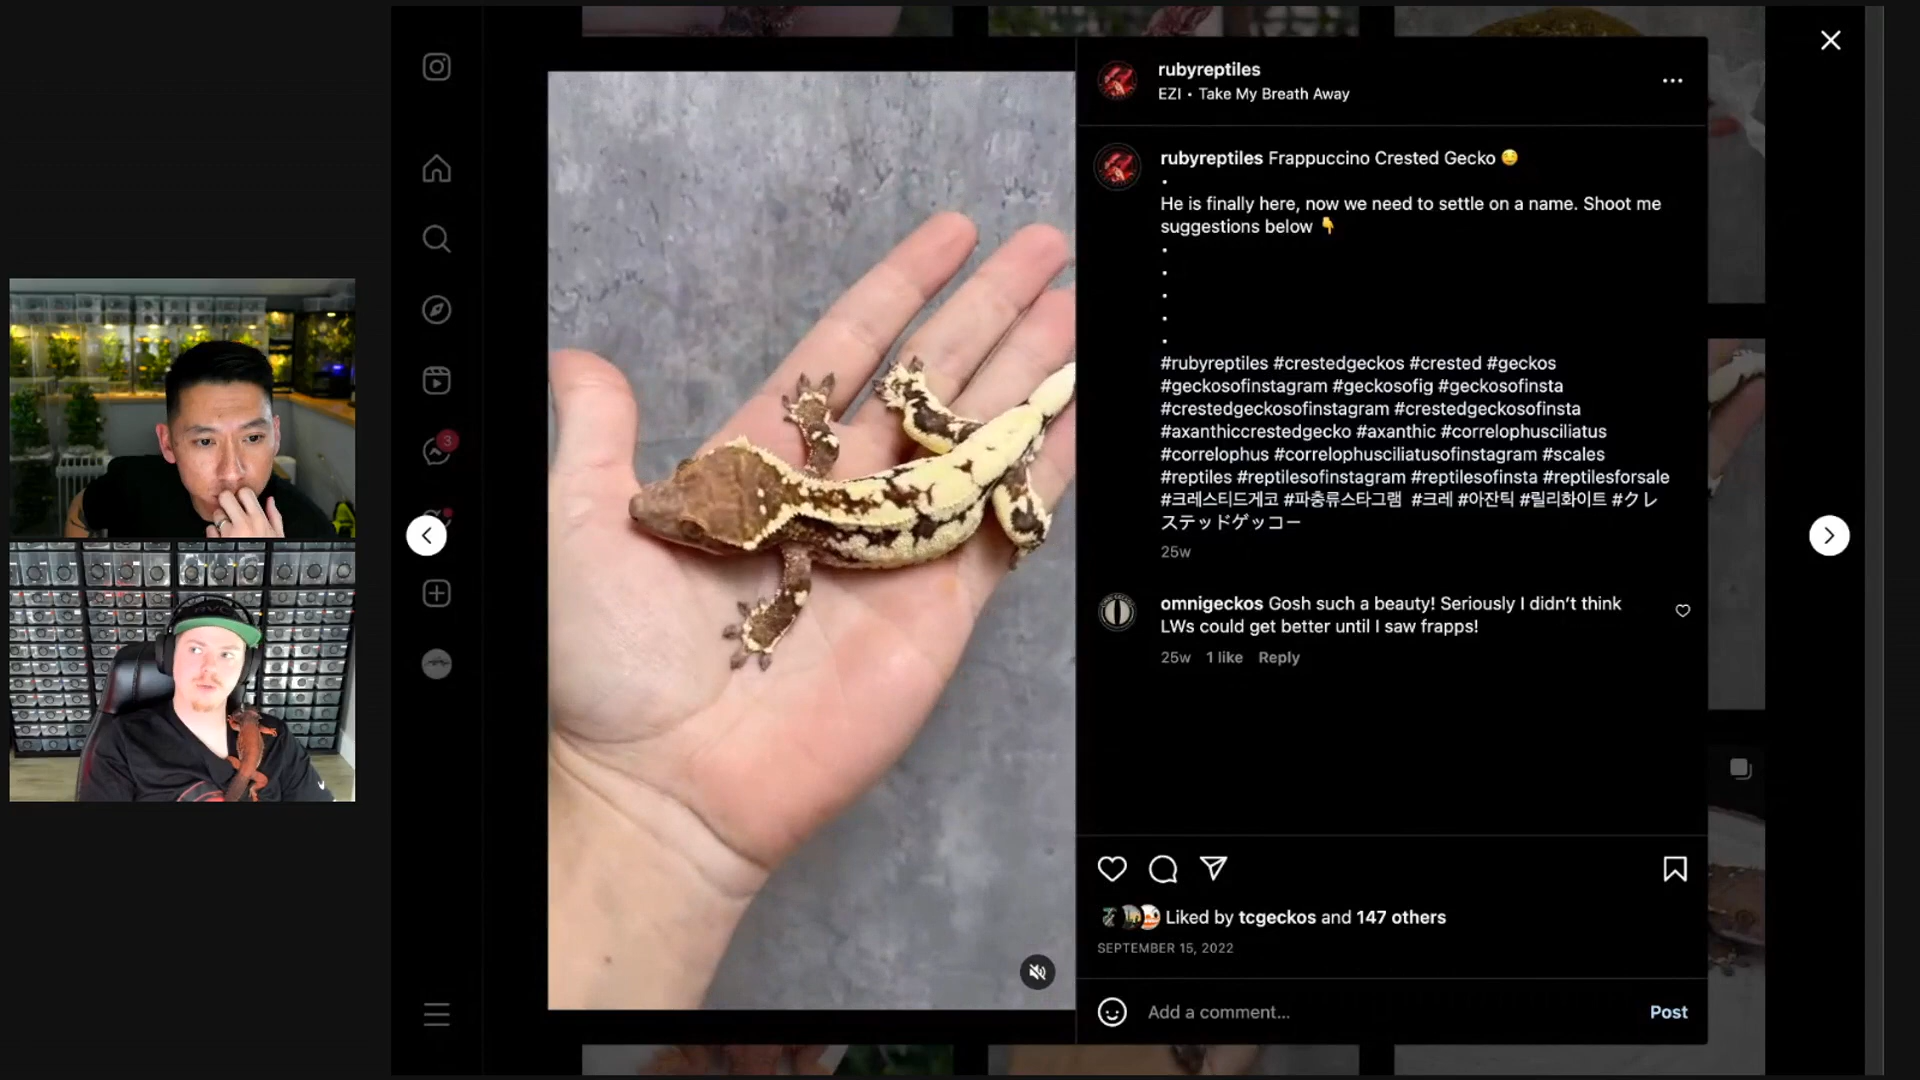 rubyreptiles
EZI • Take My Breath Away
rubyreptiles Frappuccino Crested Gecko
.
He is finally here, now we need to settle on a name. Shoot me
suggestions below
.
.
.
.
.
#rubyreptiles #crestedgeckos #crested #geckos
#geckosofinstagram #geckosofig #geckosofinsta
#crestedgeckosofinstagram #crestedgeckosofinsta
#axanthiccrestedgecko #axanthic #correlophusciliatus
#correlophus #correlophusciliatusofinstagram #scales
#reptiles #reptilesofinstagram #reptilesofinsta #reptilesforsale
#크레스티드게코 #파충류스타그램 #크레 #아잔틱 #릴리화이트 #クレ
ステッドゲッコー
25w
omnigeckos Gosh such a beauty! Seriously I didn’t think
LWs could get better until I saw frapps!
25w 1 like Reply
3
Liked by tcgeckos and 147 others
SEPTEMBER 15, 2022
Add a comment...
Post